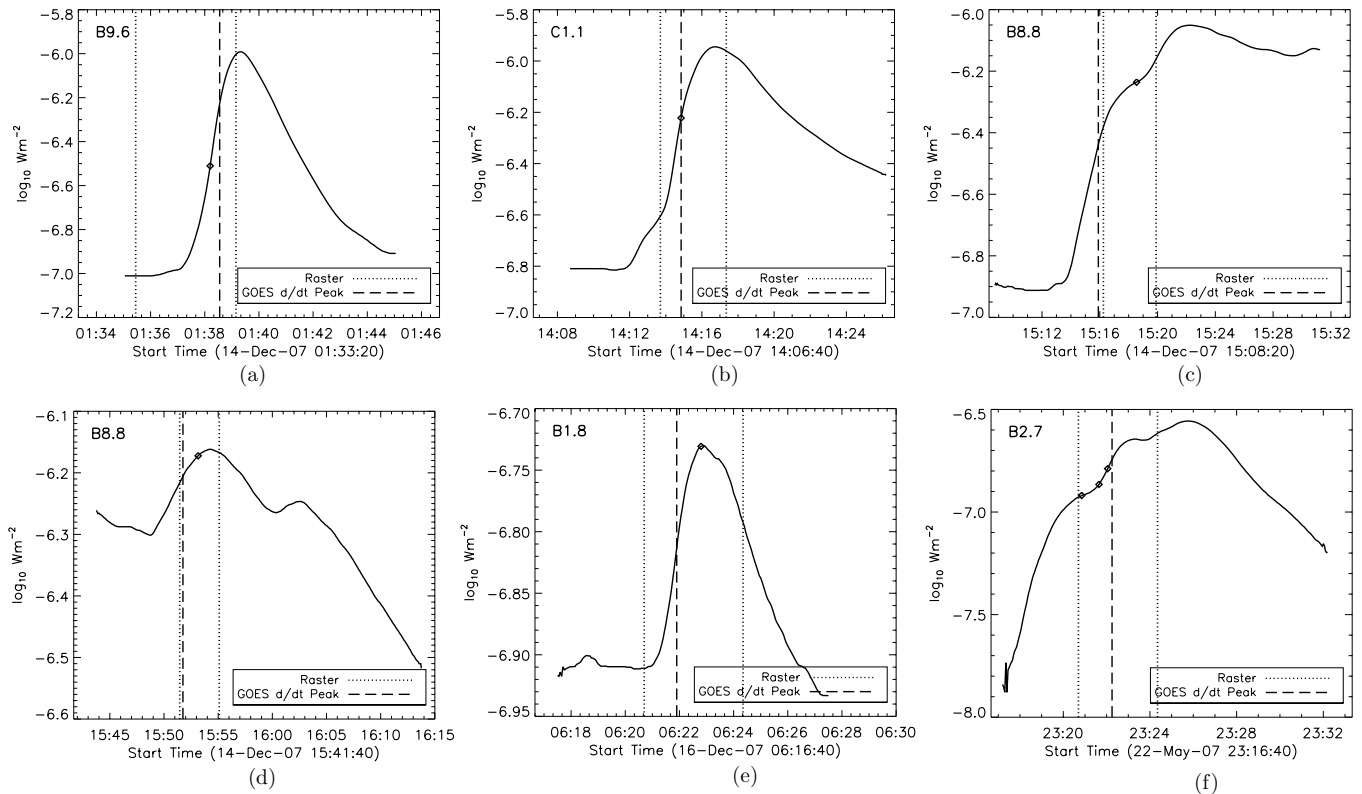 B9.6
−5.8
−6.0
−6.2
−6.4
−6.6
−6.8
−7.0
−7.2
log10 Wm−2
Raster
GOES d/dt Peak
01:34 01:36 01:38 01:40 01:42 01:44 01:46
Start Time (14−Dec−07 01:33:20)
(a)
C1.1
−5.8
−6.0
−6.2
−6.4
−6.6
−6.8
−7.0
log10 Wm−2
Raster
GOES d/dt Peak
14:08 14:12 14:16 14:20 14:24
Start Time (14−Dec−07 14:06:40)
(b)
B8.8
−6.0
−6.2
−6.4
−6.6
−6.8
−7.0
log10 Wm−2
Raster
GOES d/dt Peak
15:12 15:16 15:20 15:24 15:28 15:32
Start Time (14−Dec−07 15:08:20)
(c)
B8.8
−6.1
−6.2
−6.3
−6.4
−6.5
−6.6
log10 Wm−2
Raster
GOES d/dt Peak
15:45 15:50 15:55 16:00 16:05 16:10 16:15
Start Time (14−Dec−07 15:41:40)
(d)
B1.8
−6.70
−6.75
−6.80
−6.85
−6.90
−6.95
log10 Wm−2
Raster
GOES d/dt Peak
06:18 06:20 06:22 06:24 06:26 06:28 06:30
Start Time (16−Dec−07 06:16:40)
(e)
B2.7
−6.5
−7.0
−7.5
−8.0
log10 Wm−2
Raster
GOES d/dt Peak
23:20 23:24 23:28 23:32
Start Time (22−May−07 23:16:40)
(f)